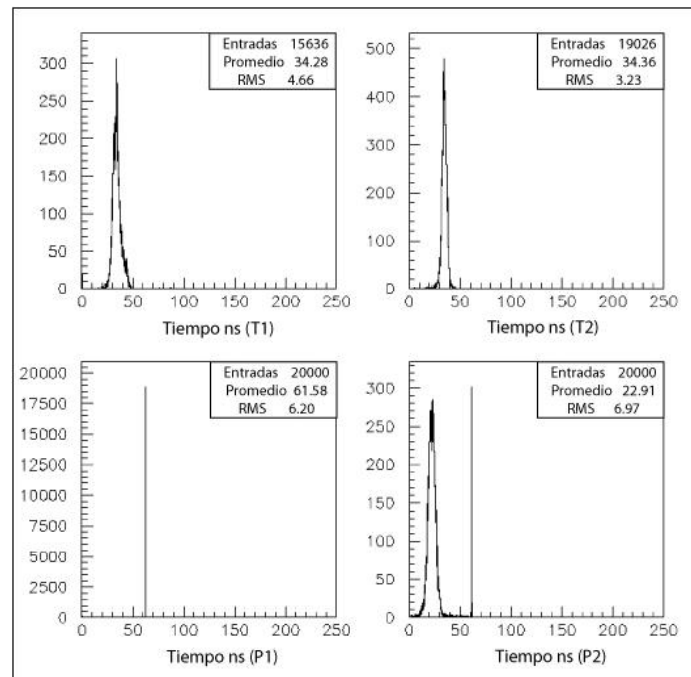 Entradas 15636
Promedio 34.28
RMS 4.66
300
250
200
150
100
50
0
0 50 100 150 200 250
Tiempo ns (T1)
Entradas 19026
Promedio 34.36
RMS 3.23
500
400
300
200
100
0
0 50 100 150 200 250
Tiempo ns (T2)
Entradas 20000
Promedio 61.58
RMS 6.20
20000
17500
15000
12500
10000
7500
5000
2500
0
0 50 100 150 200 250
Tiempo ns (P1)
Entradas 20000
Promedio 22.91
RMS 6.97
300
250
200
150
100
50
0
0 50 100 150 200 250
Tiempo ns (P2)